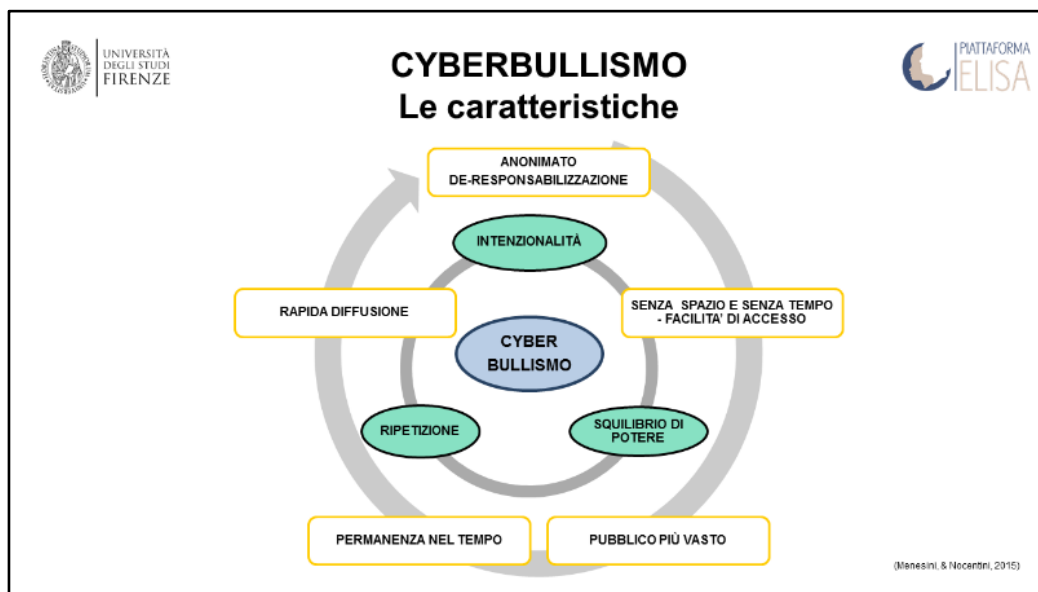 UNIVERSITÀ
DEGLI STUDI
FIRENZE
CYBERBULLISMO
Le caratteristiche
PIATTAFORMA
ELISA
ANONIMATO
DE-RESPONSABILIZZAZIONE
INTENZIONALITÀ
RAPIDA DIFFUSIONE
SENZA SPAZIO E SENZA TEMPO
- FACILITA' DI ACCESSO
CYBER
BULLISMO
RIPETIZIONE
SQUILIBRIO DI
POTERE
PERMANENZA NEL TEMPO
PUBBLICO PIÙ VASTO
(Menesini, & Nocentini, 2015)